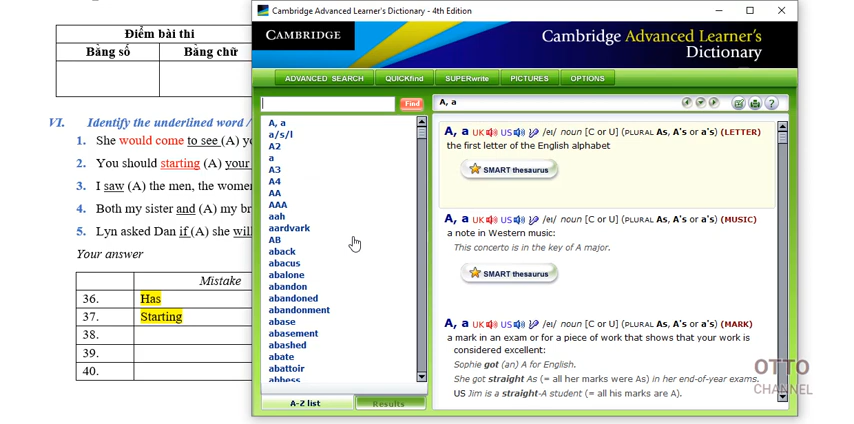 Điểm bài thi
Bằng số Bằng chữ
VI. Identify the underlined word /
1. She would come to see (A) yo
2. You should starting (A) your
3. I saw (A) the men, the women
4. Both my sister and (A) my br
5. Lyn asked Dan if (A) she will
Your answer
Mistake
36. Has
37. Starting
38.
39.
40.
Cambridge Advanced Learner's Dictionary - 4th Edition
CAMBRIDGE
Cambridge Advanced Learner's
Dictionary
ADVANCED SEARCH QUICKfind SUPERwrite PICTURES OPTIONS
Find
A, a
a/s/l
A2
a
A3
A4
AA
AAA
aah
aardvark
AB
aback
abacus
abalone
abandon
abandoned
abandonment
abase
abasement
abashed
abate
abattoir
abbess
A-Z list Results
A, a
A, a UK US /eɪ/ noun [C or U] (PLURAL As, A's or a's) (LETTER)
the first letter of the English alphabet
SMART thesaurus
A, a UK US /eɪ/ noun [C or U] (PLURAL As, A's or a's) (MUSIC)
a note in Western music:
This concerto is in the key of A major.
SMART thesaurus
A, a UK US /eɪ/ noun [C or U] (PLURAL As, A's or a's) (MARK)
a mark in an exam or for a piece of work that shows that your work is
considered excellent:
Sophie got (an) A for English.
She got straight As (= all her marks were As) in her end-of-year exams.
US Jim is a straight-A student (= all his marks are A).
OTTO
CHANNEL